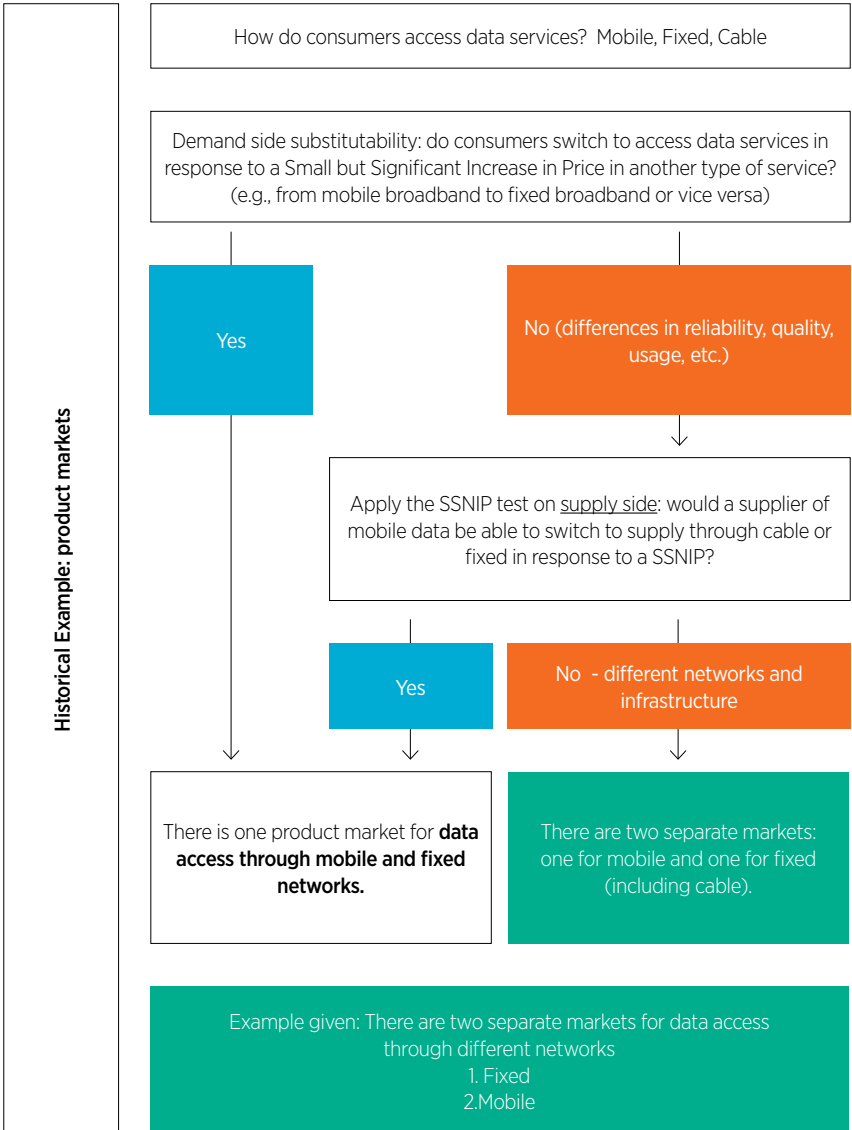 Historical Example: product markets
How do consumers access data services? Mobile, Fixed, Cable
Demand side substitutability: do consumers switch to access data services in
response to a Small but Significant Increase in Price in another type of service?
(e.g., from mobile broadband to fixed broadband or vice versa)
Yes
No (differences in reliability, quality,
usage, etc.)
Apply the SSNIP test on supply side: would a supplier of
mobile data be able to switch to supply through cable or
fixed in response to a SSNIP?
Yes
No - different networks and
infrastructure
There is one product market for data
access through mobile and fixed
networks.
There are two separate markets:
one for mobile and one for fixed
(including cable).
Example given: There are two separate markets for data access
through different networks
1. Fixed
2.Mobile